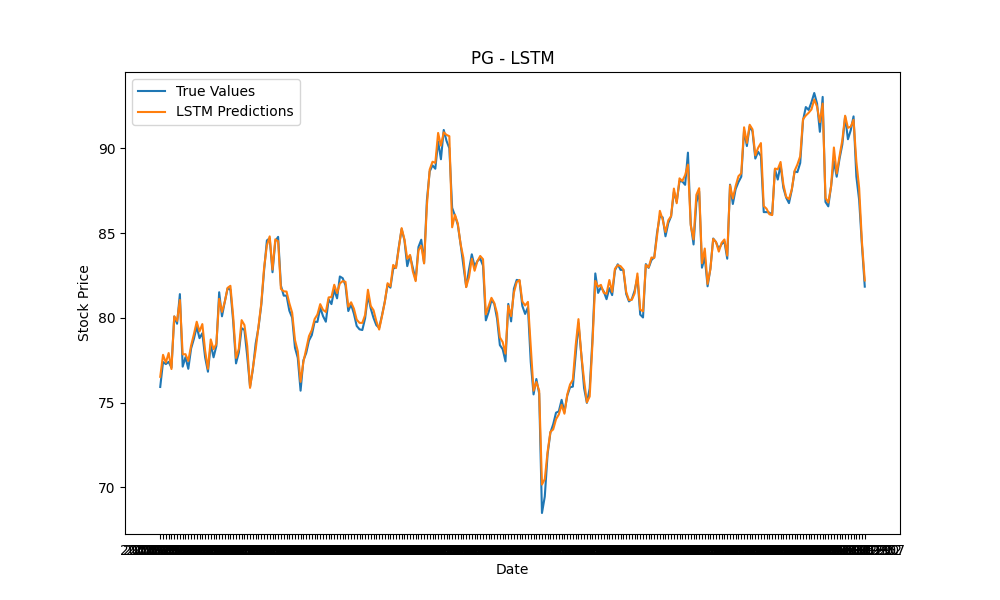 PG - LSTM
True Values
LSTM Predictions
90
85
80
75
70
Stock Price
Date